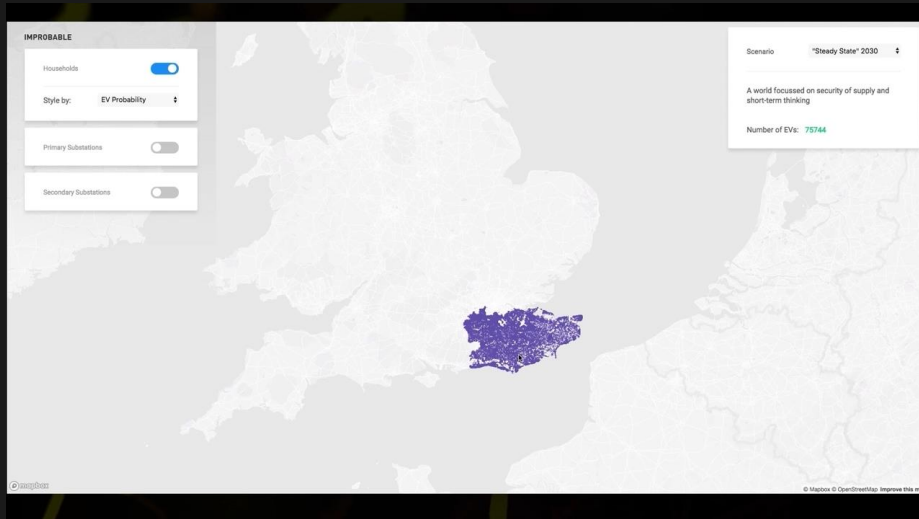 IMPROBABLE
Households
Style by: EV Probability
Primary Substations
Secondary Substations
Scenario "Steady State" 2030
A world focussed on security of supply and
short-term thinking
Number of EVs: 75744
mapbox
© Mapbox © OpenStreetMap Improve this m